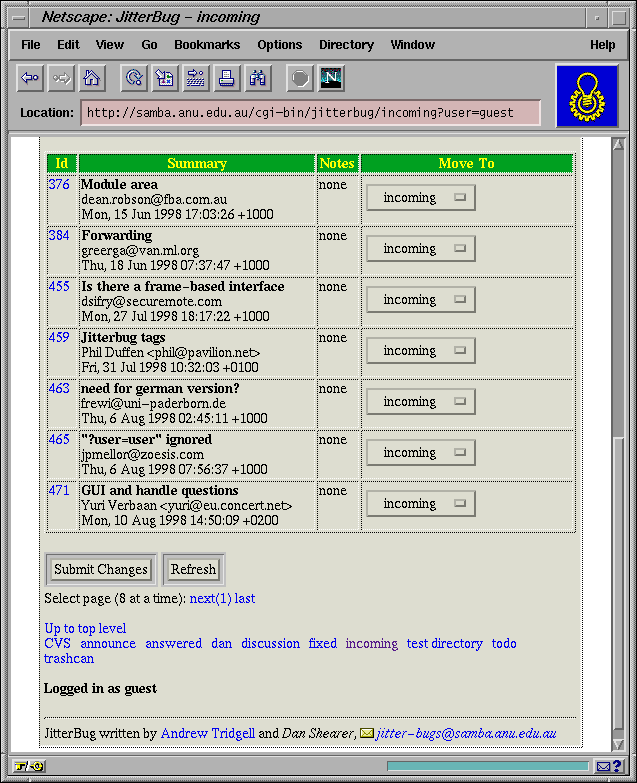 Netscape: JitterBug - incoming
File Edit View Go Bookmarks Options Directory Window Help
N
Location: http://samba.anu.edu.au/cgi-bin/jitterbug/incoming?user=guest
Id Summary Notes Move To
376 Module area none incoming
dean.robson@fba.com.au
Mon, 15 Jun 1998 17:03:26 +1000
384 Forwarding none incoming
greerga@van.ml.org
Thu, 18 Jun 1998 07:37:47 +1000
455 Is there a frame-based interface none incoming
dsifry@securemote.com
Mon, 27 Jul 1998 18:17:22 +1000
459 Jitterbug tags none incoming
Phil Duffen <phil@pavilion.net>
Fri, 31 Jul 1998 10:32:03 +0100
463 need for german version? none incoming
frewi@uni-paderborn.de
Thu, 6 Aug 1998 02:45:11 +1000
465 "?user=user" ignored none incoming
jpmellor@zoesis.com
Thu, 6 Aug 1998 07:56:37 +1000
471 GUI and handle questions none incoming
Yuri Verbaan <yuri@eu.concert.net>
Mon, 10 Aug 1998 14:50:09 +0200
Submit Changes Refresh
Select page (8 at a time): next(1) last
Up to top level
CVS announce answered dan discussion fixed incoming test directory todo
trashcan
Logged in as guest
JitterBug written by Andrew Tridgell and Dan Shearer, jitter-bugs@samba.anu.edu.au
?